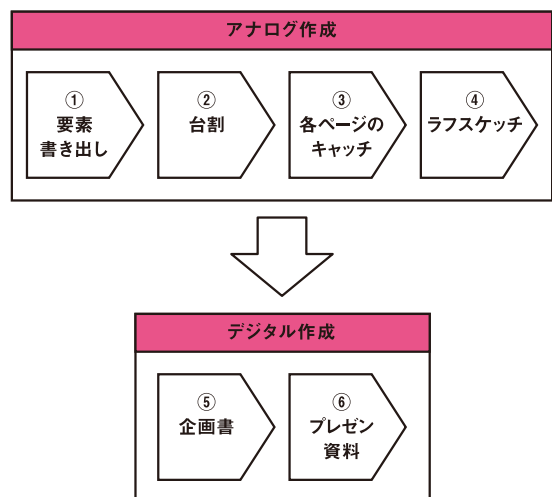 アナログ作成
①
要素
書き出し
②
台割
③
各ページの
キャッチ
④
ラフスケッチ
デジタル作成
⑤
企画書
⑥
プレゼン
資料